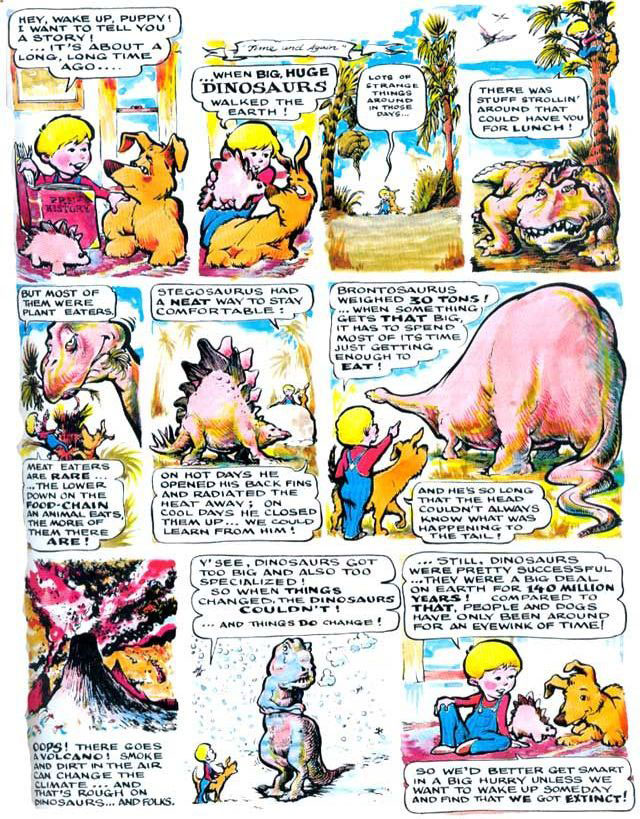 HEY, WAKE UP, PUPPY!
I WANT TO TELL YOU
A STORY!
... IT'S ABOUT A
LONG, LONG TIME
AGO....
"Time and Again"
...WHEN BIG, HUGE
DINOSAURS
WALKED THE
EARTH!
LOTS OF
STRANGE
THINGS
AROUND
IN THOSE
DAYS...
THERE WAS
STUFF STROLLIN'
AROUND THAT
COULD HAVE YOU
FOR LUNCH!
PRE-
HISTORY
BUT MOST OF
THEM WERE
PLANT EATERS.
MEAT EATERS
ARE RARE...
...THE LOWER
DOWN ON THE
FOOD-CHAIN
AN ANIMAL EATS,
THE MORE OF
THEM THERE
ARE!
STEGOSAURUS HAD
A NEAT WAY TO STAY
COMFORTABLE:
ON HOT DAYS HE
OPENED HIS BACK FINS
AND RADIATED THE
HEAT AWAY; ON
COOL DAYS HE CLOSED
THEM UP... WE COULD
LEARN FROM HIM!
BRONTOSAURUS
WEIGHED 30 TONS!
...WHEN SOMETHING
GETS THAT BIG,
IT HAS TO SPEND
MOST OF ITS TIME
JUST GETTING
ENOUGH TO
EAT!
AND HE'S SO LONG
THAT THE HEAD
COULDN'T ALWAYS
KNOW WHAT WAS
HAPPENING TO
THE TAIL!
OOPS! THERE GOES
A VOLCANO! SMOKE
AND DIRT IN THE AIR
CAN CHANGE THE
CLIMATE... AND
THAT'S ROUGH ON
DINOSAURS... AND FOLKS.
Y'SEE, DINOSAURS GOT
TOO BIG AND ALSO TOO
SPECIALIZED!
SO WHEN THINGS
CHANGED, THE DINOSAURS
COULDN'T!
... AND THINGS DO CHANGE!
... STILL, DINOSAURS
WERE PRETTY SUCCESSFUL
...THEY WERE A BIG DEAL
ON EARTH FOR 140 MILLION
YEARS! COMPARED TO
THAT, PEOPLE AND DOGS
HAVE ONLY BEEN AROUND
FOR AN EYEWINK OF TIME!
SO WE'D BETTER GET SMART
IN A BIG HURRY UNLESS WE
WANT TO WAKE UP SOMEDAY
AND FIND THAT WE GOT EXTINCT!